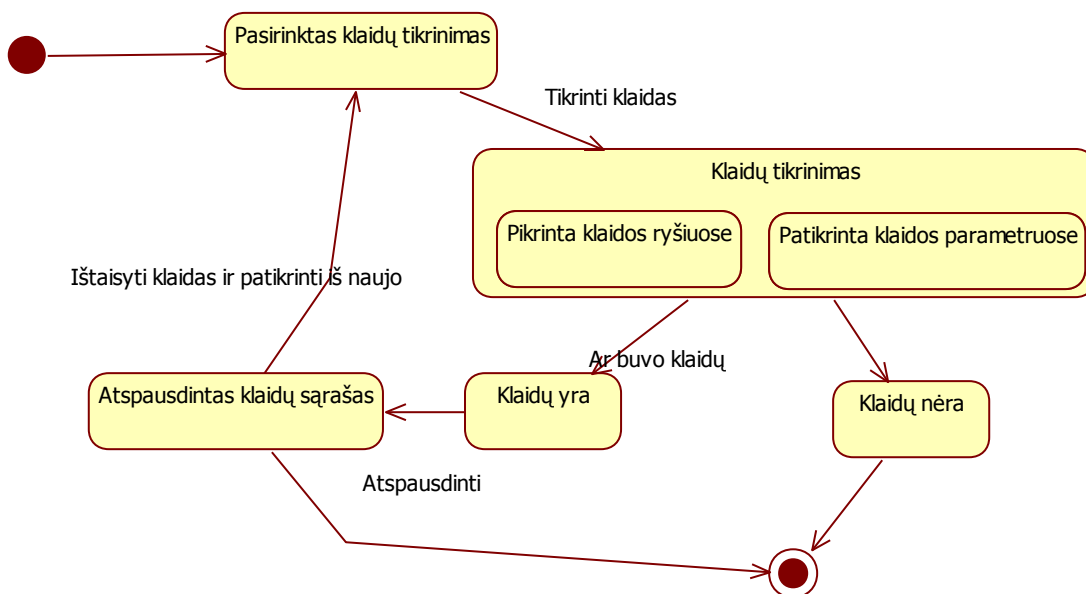 Pasirinktas klaidų tikrinimas
Tikrinti klaidas
Klaidų tikrinimas
Pikrinta klaidos ryšiuose
Patikrinta klaidos parametruose
Ištaisyti klaidas ir patikrinti iš naujo
Ar buvo klaidų
Atspausdintas klaidų sąrašas
Klaidų yra
Klaidų nėra
Atspausdinti